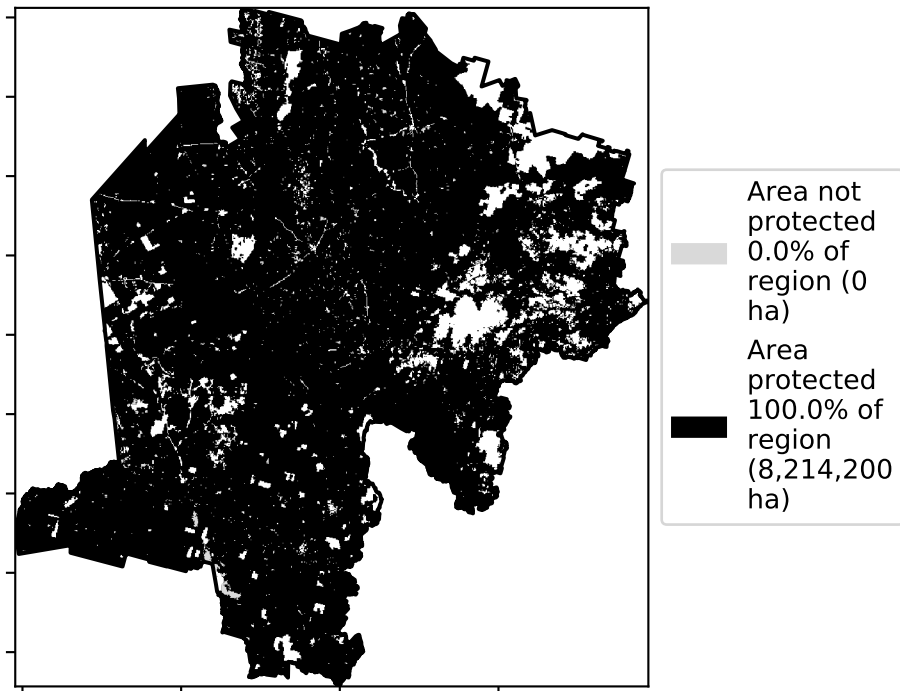 Area not
protected
0.0% of
region (0
ha)
Area
protected
100.0% of
region
(8,214,200
ha)